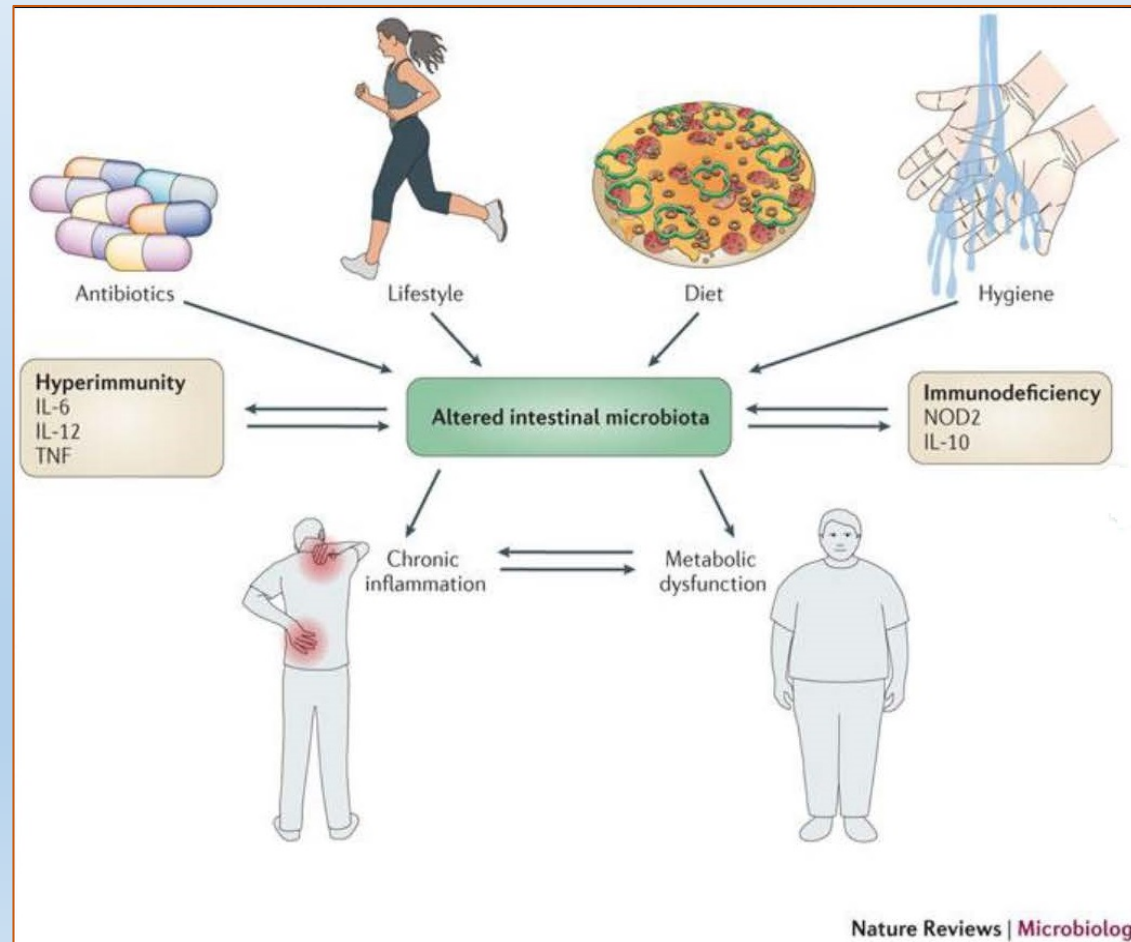 Antibiotics
Lifestyle
Diet
Hygiene
Hyperimmunity
IL-6
IL-12
TNF
Altered intestinal microbiota
Immunodeficiency
NOD2
IL-10
Chronic
inflammation
Metabolic
dysfunction
Nature Reviews | Microbiolog